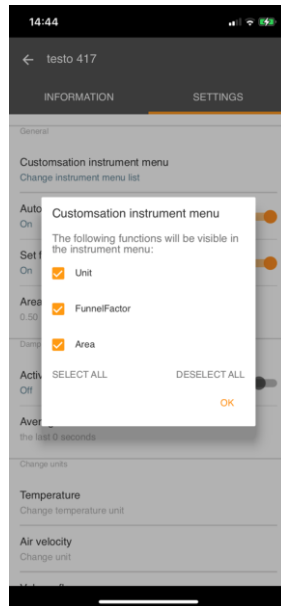 14:44
testo 417
INFORMATION SETTINGS
General
Customsation instrument menu
Change instrument menu list
Auto
On
Set f
On
Area
0.50
Damp
Activ
Off
Aver
the last 0 seconds
Customsation instrument menu
The following functions will be visible in
the instrument menu:
Unit
FunnelFactor
Area
SELECT ALL DESELECT ALL
OK
Change units
Temperature
Change temperature unit
Air velocity
Change unit